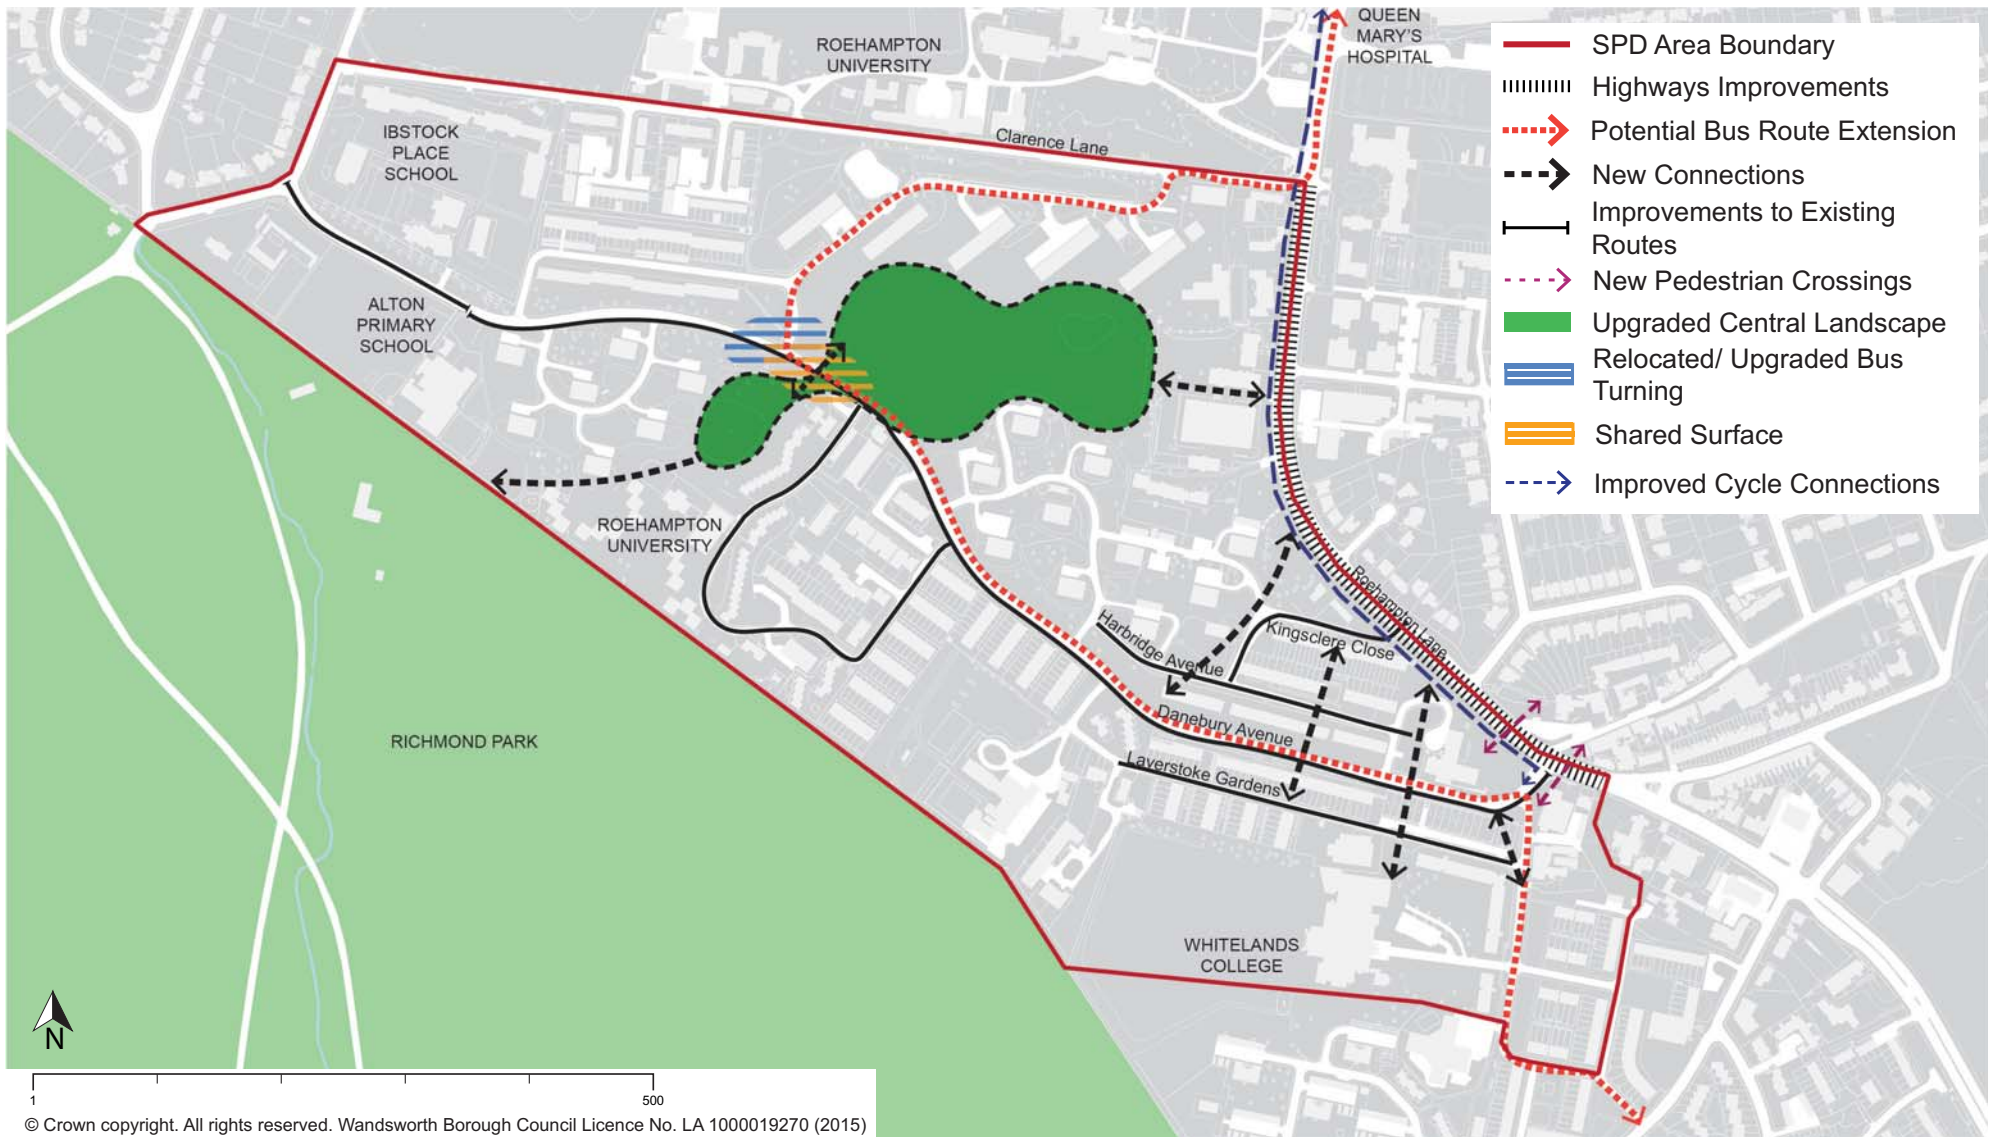 ROEHAMPTON
UNIVERSITY
QUEEN
MARY'S
HOSPITAL
SPD Area Boundary
Highways Improvements
Potential Bus Route Extension
New Connections
Improvements to Existing
Routes
New Pedestrian Crossings
Upgraded Central Landscape
Relocated/ Upgraded Bus
Turning
Shared Surface
Improved Cycle Connections
IBSTOCK
PLACE
SCHOOL
Clarence Lane
ALTON
PRIMARY
SCHOOL
ROEHAMPTON
UNIVERSITY
Roehampton Lane
Harbridge Avenue
Kingsclere Close
Danebury Avenue
Laverstoke Gardens
RICHMOND PARK
WHITELANDS
COLLEGE
N
1 500
© Crown copyright. All rights reserved. Wandsworth Borough Council Licence No. LA 1000019270 (2015)